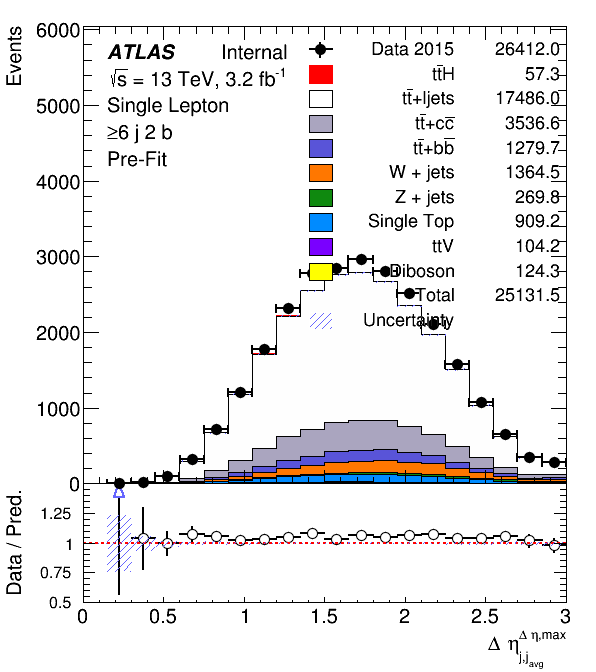 6000
5000
4000
3000
2000
1000
0
Events
ATLAS Internal
√s = 13 TeV, 3.2 fb⁻¹
Single Lepton
≥6 j 2 b
Pre-Fit
Data 2015 26412.0
tt̄H 57.3
tt̄+ljets 17486.0
tt̄+cc̄ 3536.6
tt̄+bb̄ 1279.7
W + jets 1364.5
Z + jets 269.8
Single Top 909.2
ttV 104.2
Diboson 124.3
Total 25131.5
Uncertainty
Data / Pred.
1.25
1
0.75
0.5
0 0.5 1 1.5 2 2.5 3
Δ η_{j,j_{avg}}^{Δ η,max}